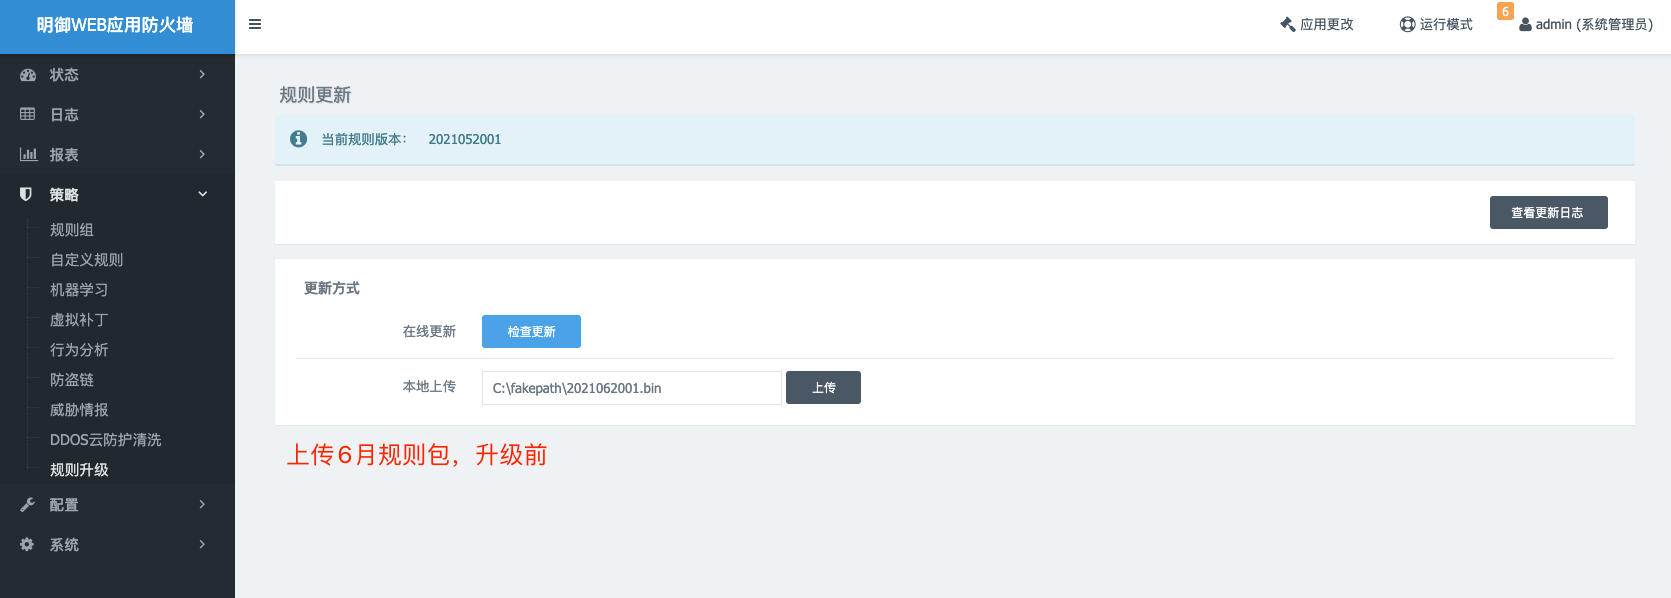 明御WEB应用防火墙
应用更改
运行模式
6
admin (系统管理员)
状态
日志
报表
策略
规则组
自定义规则
机器学习
虚拟补丁
行为分析
防盗链
威胁情报
DDOS云防护清洗
规则升级
配置
系统
规则更新
当前规则版本： 2021052001
查看更新日志
更新方式
在线更新 检查更新
本地上传 C:\fakepath\2021062001.bin 上传
上传6月规则包，升级前